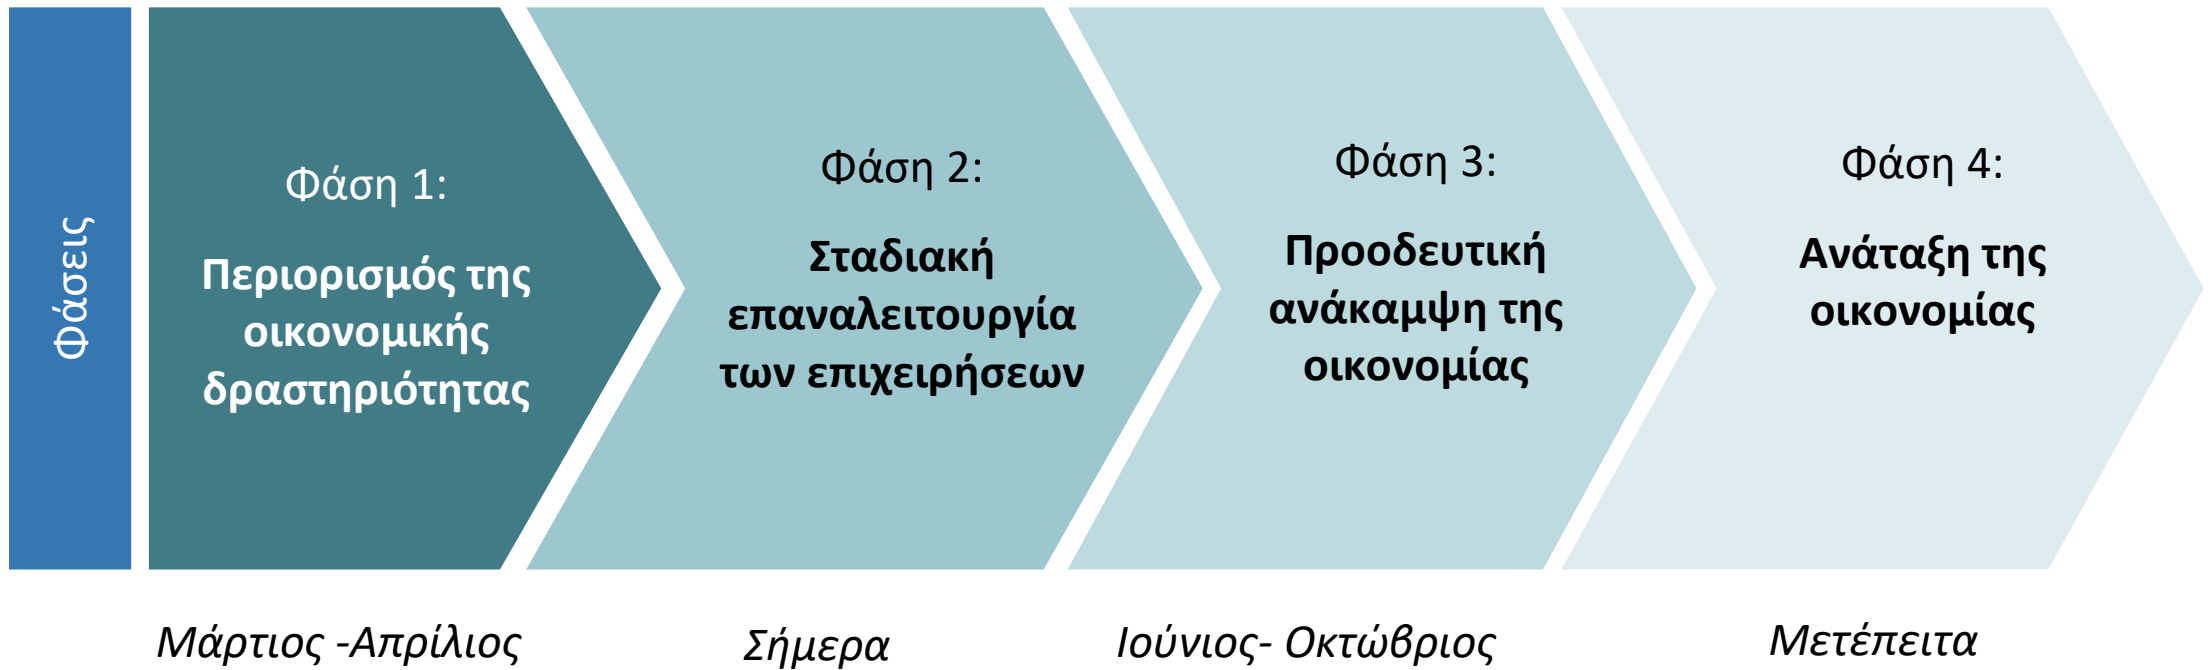 Φάσεις
Φάση 1:
Περιορισμός της
οικονομικής
δραστηριότητας
Φάση 2:
Σταδιακή
επαναλειτουργία
των επιχειρήσεων
Φάση 3:
Προοδευτική
ανάκαμψη της
οικονομίας
Φάση 4:
Ανάταξη της
οικονομίας
Μάρτιος -Απρίλιος
Σήμερα
Ιούνιος- Οκτώβριος
Μετέπειτα